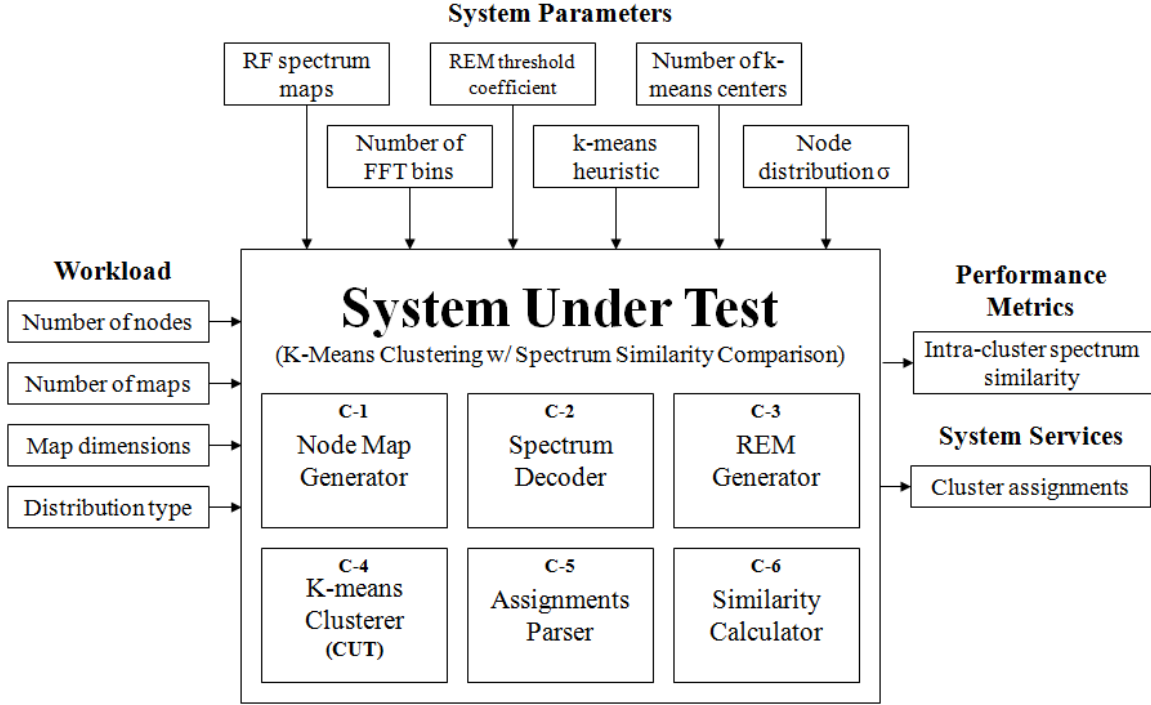 System Parameters
RF spectrum
maps
REM threshold
coefficient
Number of k-
means centers
Number of
FFT bins
k-means
heuristic
Node
distribution σ
Workload
Number of nodes
Number of maps
Map dimensions
Distribution type
System Under Test
(K-Means Clustering w/ Spectrum Similarity Comparison)
C-1
Node Map
Generator
C-2
Spectrum
Decoder
C-3
REM
Generator
C-4
K-means
Clusterer
(CUT)
C-5
Assignments
Parser
C-6
Similarity
Calculator
Performance
Metrics
Intra-cluster spectrum
similarity
System Services
Cluster assignments